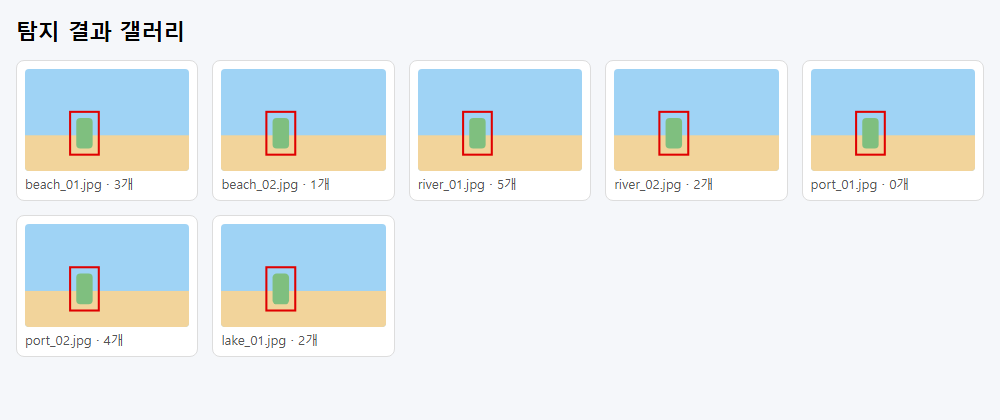 탐지 결과 갤러리
beach_01.jpg · 3개
beach_02.jpg · 1개
river_01.jpg · 5개
river_02.jpg · 2개
port_01.jpg · 0개
port_02.jpg · 4개
lake_01.jpg · 2개